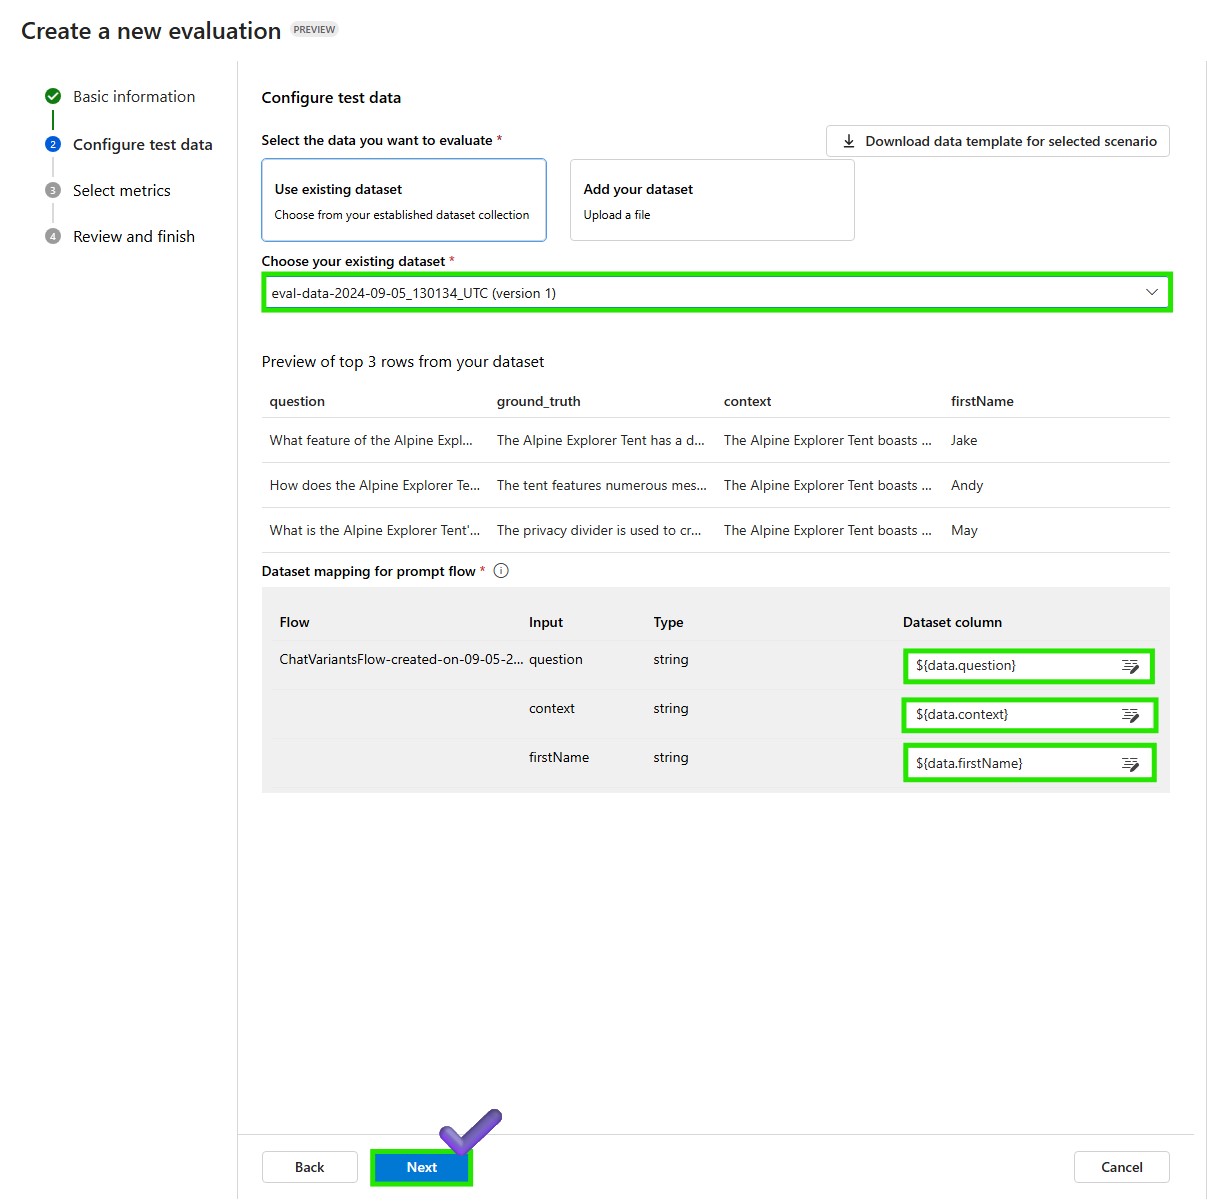 Create a new evaluation PREVIEW
Basic information
2 Configure test data
3 Select metrics
4 Review and finish
Configure test data
Select the data you want to evaluate *
Download data template for selected scenario
Use existing dataset
Choose from your established dataset collection
Add your dataset
Upload a file
Choose your existing dataset *
eval-data-2024-09-05_130134_UTC (version 1)
Preview of top 3 rows from your dataset
question ground_truth context firstName
What feature of the Alpine Expl... The Alpine Explorer Tent has a d... The Alpine Explorer Tent boasts ... Jake
How does the Alpine Explorer Te... The tent features numerous mes... The Alpine Explorer Tent boasts ... Andy
What is the Alpine Explorer Tent'... The privacy divider is used to cr... The Alpine Explorer Tent boasts ... May
Dataset mapping for prompt flow *
Flow Input Type Dataset column
ChatVariantsFlow-created-on-09-05-2... question string ${data.question}
context string ${data.context}
firstName string ${data.firstName}
Back Next Cancel